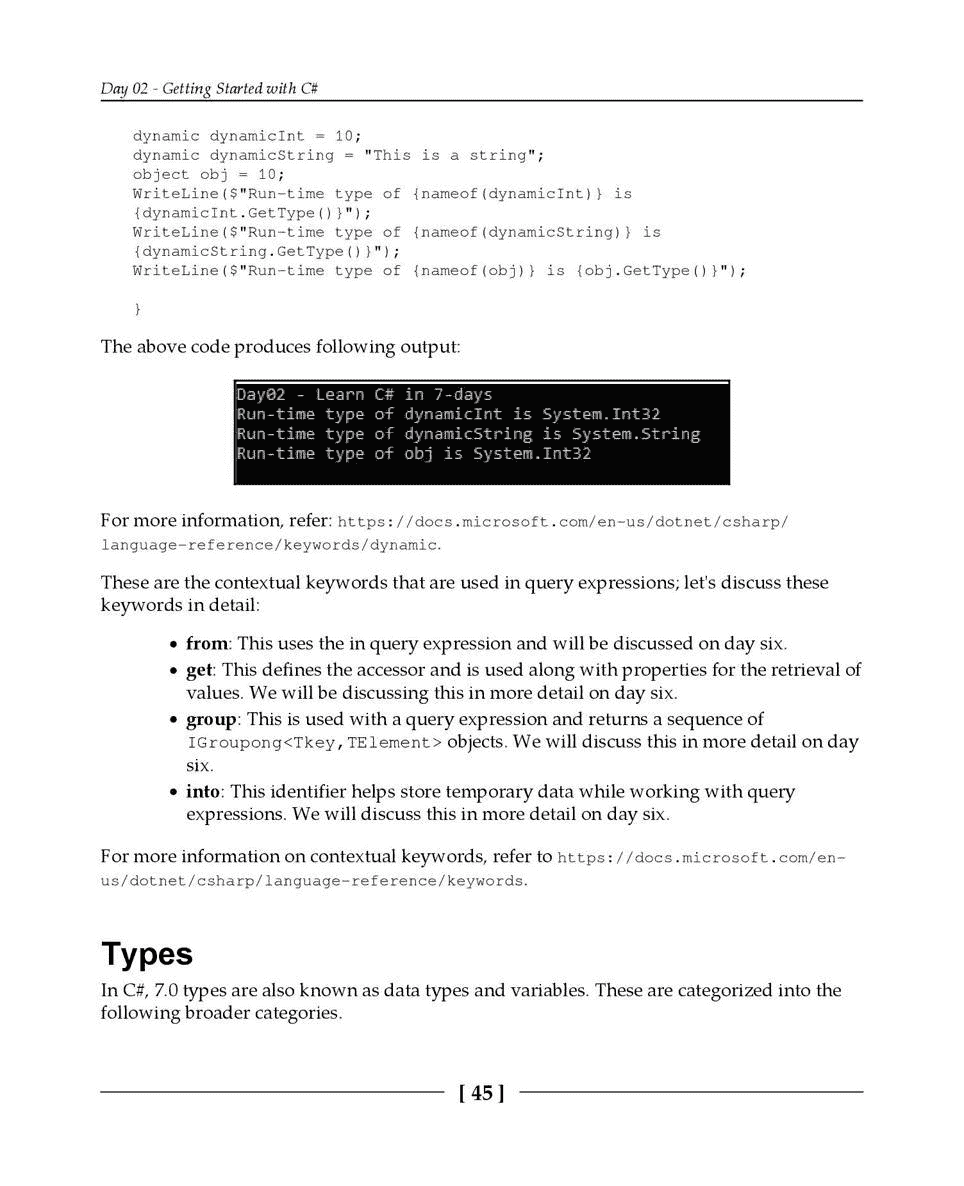 Day 02 - Getting Started with C#
dynamic dynamicInt = 10;
dynamic dynamicString = "This is a string";
object obj = 10;
WriteLine($"Run-time type of {nameof(dynamicInt)} is
{dynamicInt.GetType()}");
WriteLine($"Run-time type of {nameof(dynamicString)} is
{dynamicString.GetType()}");
WriteLine($"Run-time type of {nameof(obj)} is {obj.GetType()}");
}
The above code produces following output:
Day02 - Learn C# in 7-days
Run-time type of dynamicInt is System.Int32
Run-time type of dynamicString is System.String
Run-time type of obj is System.Int32
For more information, refer: https://docs.microsoft.com/en-us/dotnet/csharp/
language-reference/keywords/dynamic.
These are the contextual keywords that are used in query expressions; let's discuss these
keywords in detail:
• from: This uses the in query expression and will be discussed on day six.
• get: This defines the accessor and is used along with properties for the retrieval of
values. We will be discussing this in more detail on day six.
• group: This is used with a query expression and returns a sequence of
IGroupong<Tkey,TElement> objects. We will discuss this in more detail on day
six.
• into: This identifier helps store temporary data while working with query
expressions. We will discuss this in more detail on day six.
For more information on contextual keywords, refer to https://docs.microsoft.com/en-
us/dotnet/csharp/language-reference/keywords.
Types
In C#, 7.0 types are also known as data types and variables. These are categorized into the
following broader categories.
[ 45 ]